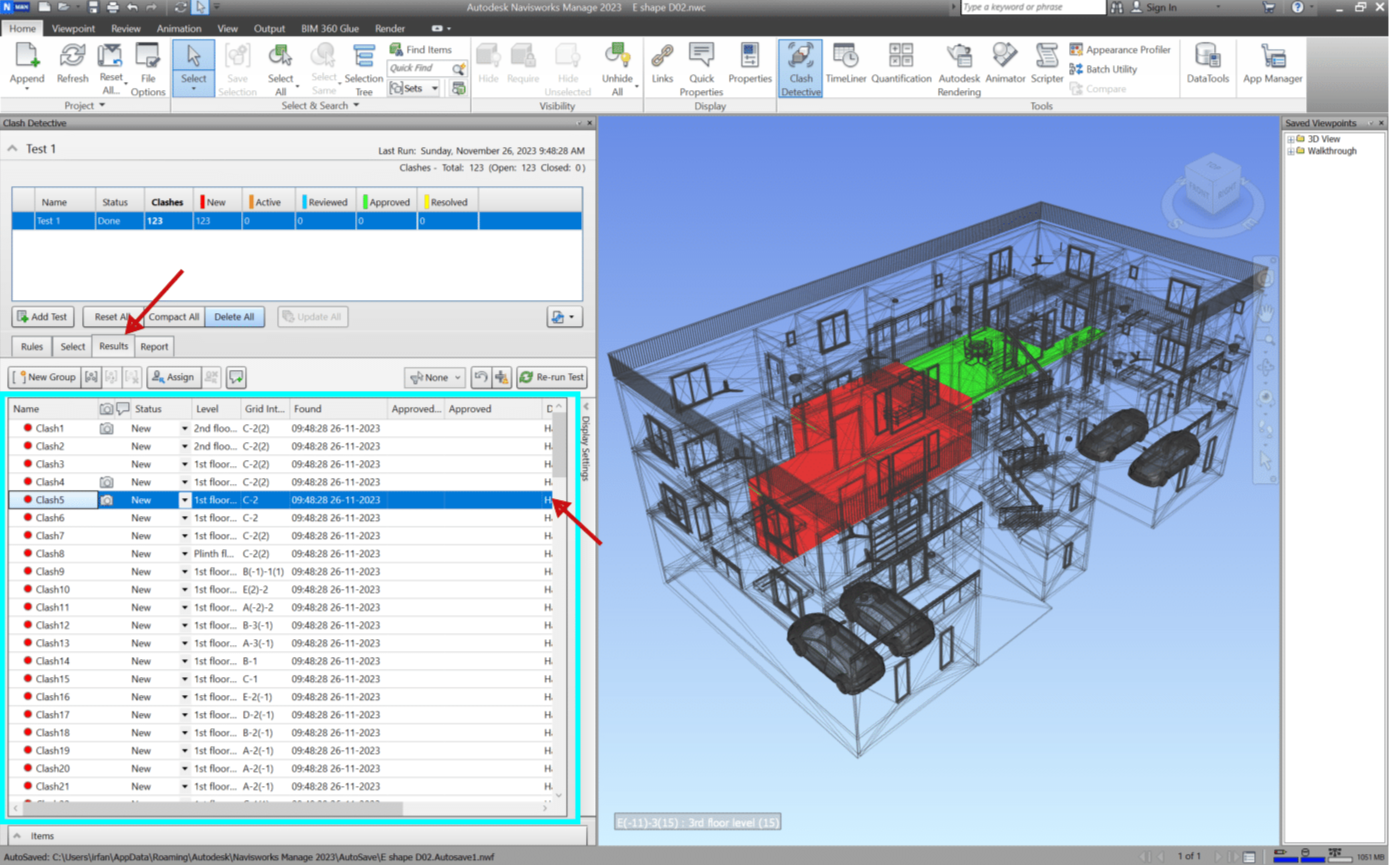 N MAN
Autodesk Navisworks Manage 2023 E shape D02.nwc
Type a keyword or phrase
Sign In
Home Viewpoint Review Animation View Output BIM 360 Glue Render
Append Refresh Reset All... File Options
Project
Select Save Selection Select All Select Same Selection Tree
Find Items
Quick Find
Sets
Select & Search
Hide Require Hide Unselected Unhide All
Visibility
Links Quick Properties Properties
Display
Clash Detective TimeLiner Quantification Autodesk Rendering Animator Scripter
Appearance Profiler
Batch Utility
Compare
Tools
DataTools App Manager
Clash Detective
Saved Viewpoints
3D View
Walkthrough
Test 1
Last Run: Sunday, November 26, 2023 9:48:28 AM
Clashes - Total: 123 (Open: 123 Closed: 0)
Name Status Clashes New Active Reviewed Approved Resolved
Test 1 Done 123 123 0 0 0 0
Add Test Reset All Compact All Delete All Update All
Rules Select Results Report
New Group Assign None Re-run Test
Name Status Level Grid Int... Found Approved... Approved
Clash1 New 2nd floo... C-2(2) 09:48:28 26-11-2023
Clash2 New 2nd floo... C-2(2) 09:48:28 26-11-2023
Clash3 New 1st floor... C-2(2) 09:48:28 26-11-2023
Clash4 New 1st floor... C-2(2) 09:48:28 26-11-2023
Clash5 New 1st floor... C-2 09:48:28 26-11-2023
Clash6 New 1st floor... C-2 09:48:28 26-11-2023
Clash7 New 1st floor... C-2(2) 09:48:28 26-11-2023
Clash8 New Plinth fl... C-2(2) 09:48:28 26-11-2023
Clash9 New 1st floor... B(-1)-1(1) 09:48:28 26-11-2023
Clash10 New 1st floor... E(2)-2 09:48:28 26-11-2023
Clash11 New 1st floor... A(-2)-2 09:48:28 26-11-2023
Clash12 New 1st floor... B-3(-1) 09:48:28 26-11-2023
Clash13 New 1st floor... A-3(-1) 09:48:28 26-11-2023
Clash14 New 1st floor... B-1 09:48:28 26-11-2023
Clash15 New 1st floor... C-1 09:48:28 26-11-2023
Clash16 New 1st floor... E-2(-1) 09:48:28 26-11-2023
Clash17 New 1st floor... D-2(-1) 09:48:28 26-11-2023
Clash18 New 1st floor... B-2(-1) 09:48:28 26-11-2023
Clash19 New 1st floor... A-2(-1) 09:48:28 26-11-2023
Clash20 New 1st floor... A-2(-1) 09:48:28 26-11-2023
Clash21 New 1st floor... A-2(-1) 09:48:28 26-11-2023
Display Settings
Items
E(-11)-3(15) : 3rd floor level (15)
AutoSaved: C:\Users\Irfan\AppData\Roaming\Autodesk\Navisworks Manage 2023\AutoSave\E shape D02.Autosave1.nwf
1 of 1
1051 MB